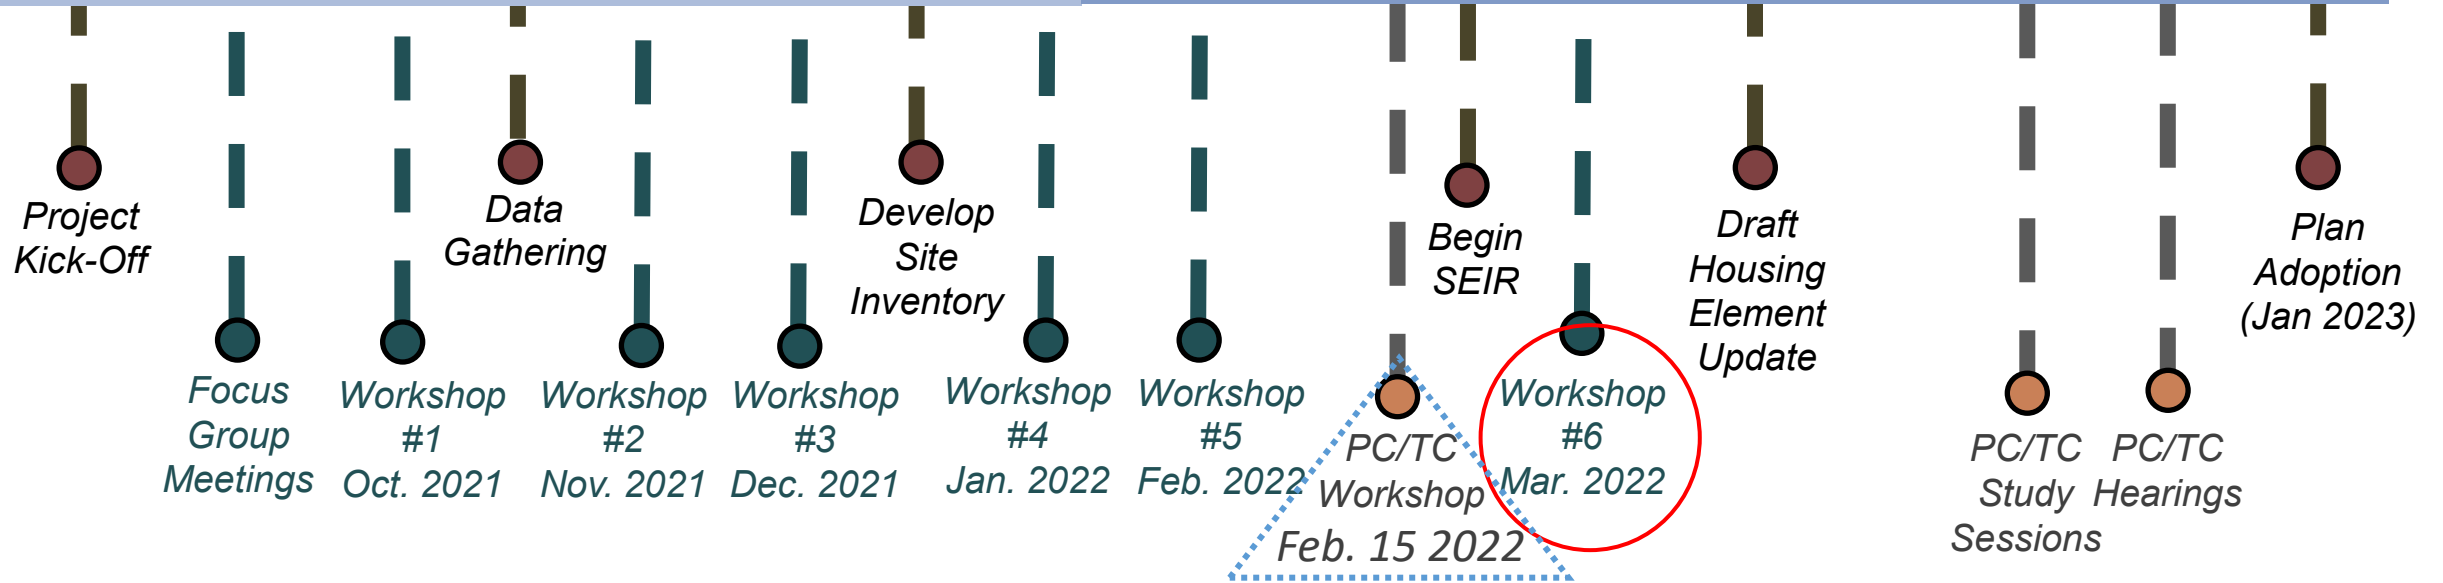 Project
Kick-Off
Focus
Group
Meetings
Workshop
#1
Oct. 2021
Data
Gathering
Workshop
#2
Nov. 2021
Workshop
#3
Dec. 2021
Develop
Site
Inventory
Workshop
#4
Jan. 2022
Workshop
#5
Feb. 2022
PC/TC
Workshop
Feb. 15 2022
Begin
SEIR
Workshop
#6
Mar. 2022
Draft
Housing
Element
Update
PC/TC
Study
Sessions
PC/TC
Hearings
Plan
Adoption
(Jan 2023)